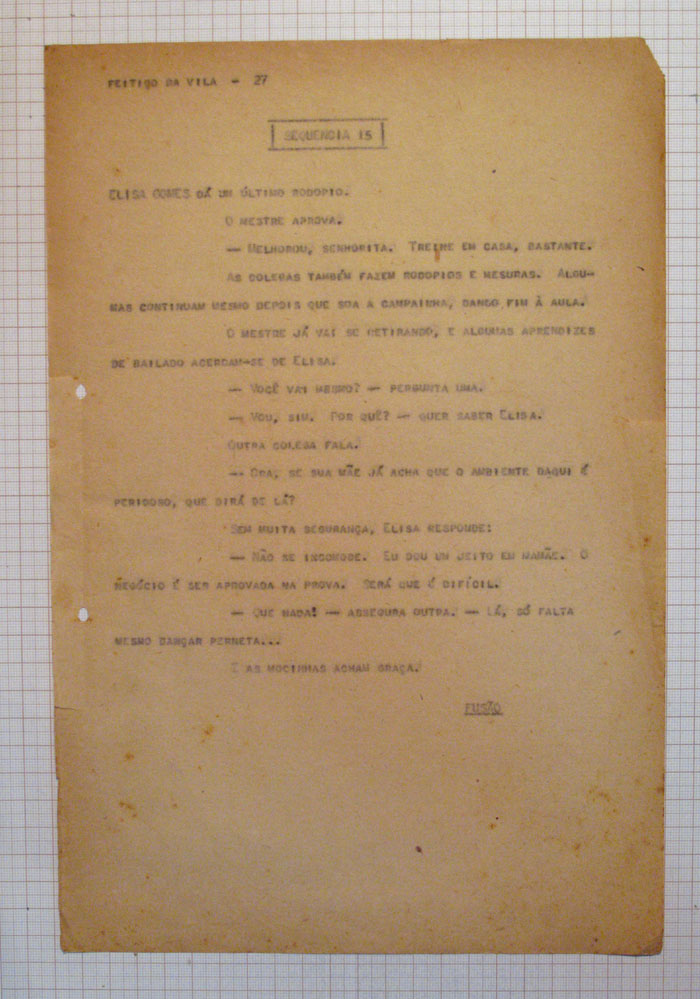 FEITIÇO DA VILA - 27
SEQUENCIA 15
ELISA GOMES DÁ UM ÚLTIMO RODOPIO.
O MESTRE APROVA.
— MELHOROU, SENHORITA. TREINE EM CASA, BASTANTE.
AS COLEGAS TAMBÉM FAZEM RODOPIOS E MESURAS. ALGU-
MAS CONTINUAM MESMO DEPOIS QUE SOA A CAMPAINHA, DANDO FIM À AULA.
O MESTRE JÁ VAI SE RETIRANDO, E ALGUMAS APRENDIZES
DE BAILADO ACERCAM-SE DE ELISA.
— VOCÊ VAI MESMO? — PERGUNTA UMA.
— VOU, SIM. POR QUÊ? — QUER SABER ELISA.
OUTRA COLEGA FALA.
— ORA, SE SUA MÃE JÁ ACHA QUE O AMBIENTE DAQUI É
PERIGOSO, QUE DIRÁ DE LÁ?
SEM MUITA SEGURANÇA, ELISA RESPONDE:
— NÃO SE INCOMODE. EU DOU UM JEITO EM MAMÃE. O
NEGÓCIO É SER APROVADA NA PROVA. SERÁ QUE É DIFÍCIL.
— QUE NADA! — ASSEGURA OUTRA. — LÁ, SÓ FALTA
MESMO DANÇAR PERNETA...
E AS MOCINHAS ACHAM GRAÇA.
FUSÃO